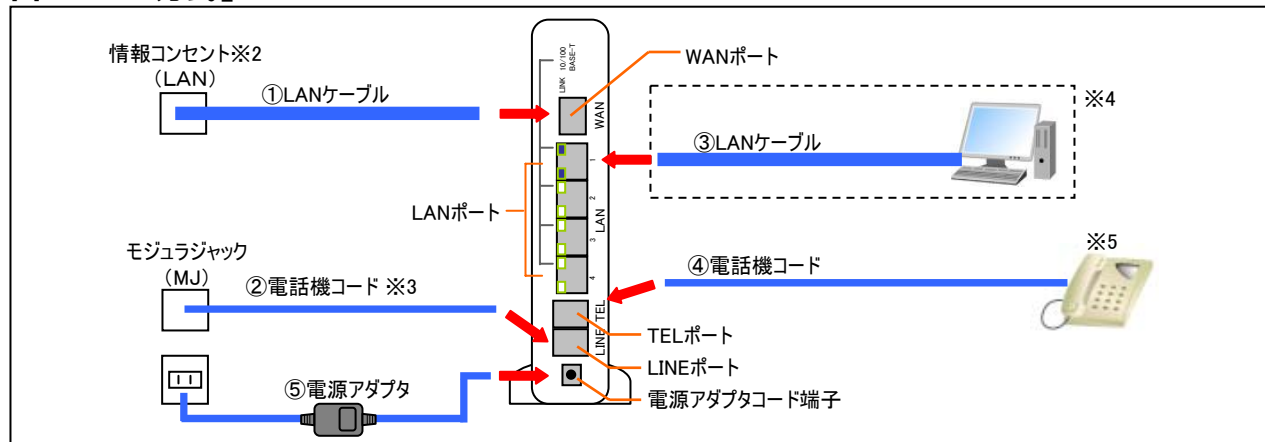 情報コンセント※2
(LAN)
①LANケーブル
LINK 10/100
BASE-T
WAN
WANポート
※4
③LANケーブル
1
2
3
4
LAN
LANポート
モジュラジャック
(MJ)
②電話機コード ※3
※5
④電話機コード
TEL
LINE
TELポート
LINEポート
電源アダプタコード端子
⑤電源アダプタ